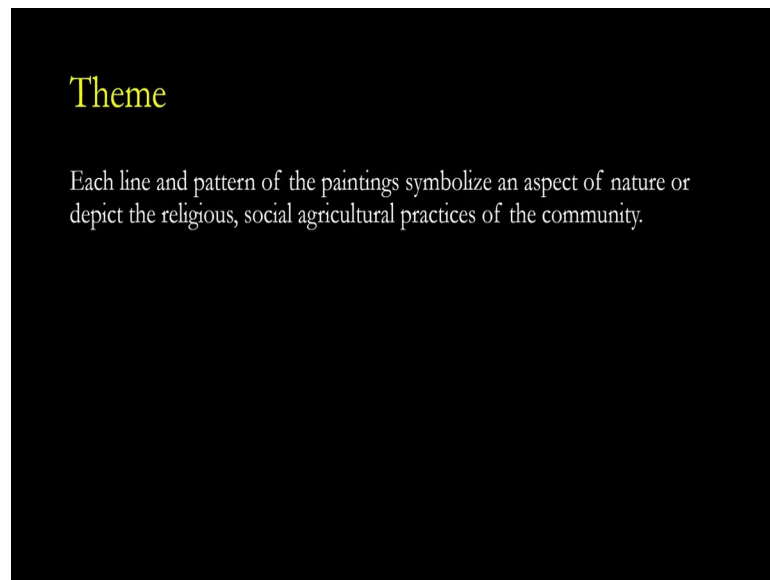 Theme
Each line and pattern of the paintings symbolize an aspect of nature or
depict the religious, social agricultural practices of the community.